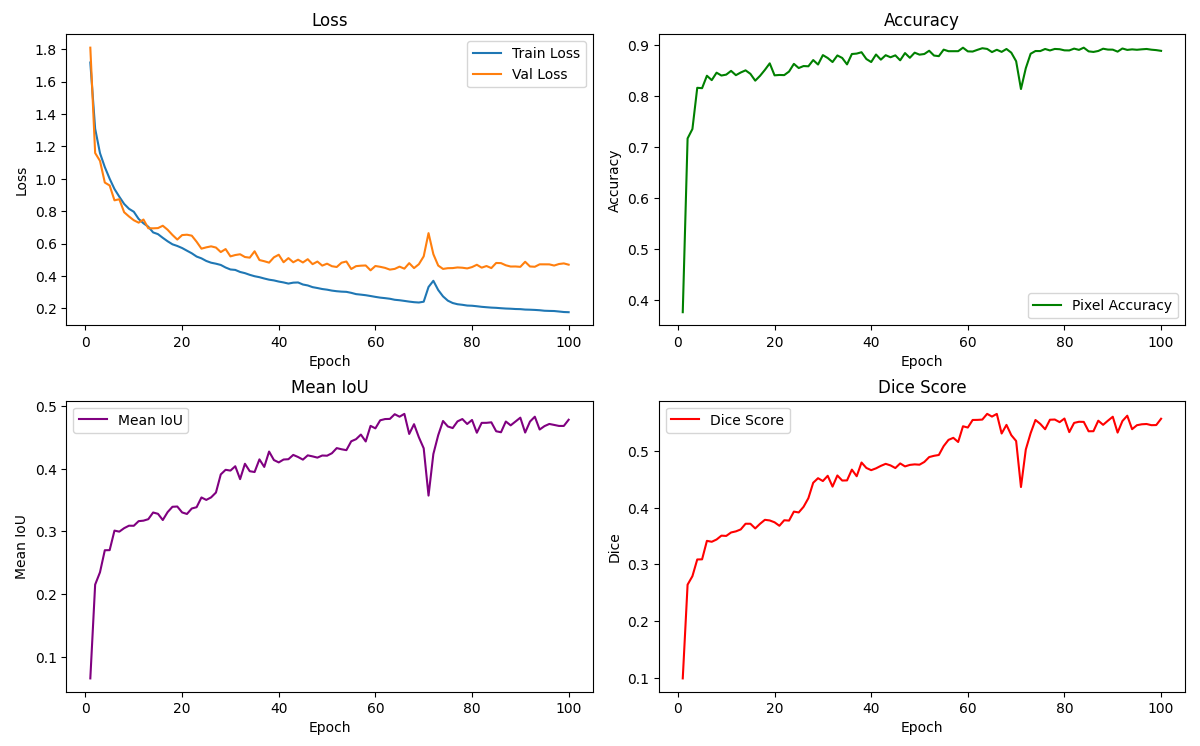 Loss
Train Loss
Val Loss
1.8
1.6
1.4
1.2
1.0
0.8
0.6
0.4
0.2
Loss
0 20 40 60 80 100
Epoch
Accuracy
0.9
0.8
0.7
0.6
0.5
0.4
Accuracy
Pixel Accuracy
0 20 40 60 80 100
Epoch
Mean IoU
Mean IoU
0.5
0.4
0.3
0.2
0.1
Mean IoU
0 20 40 60 80 100
Epoch
Dice Score
Dice Score
0.5
0.4
0.3
0.2
0.1
Dice
0 20 40 60 80 100
Epoch